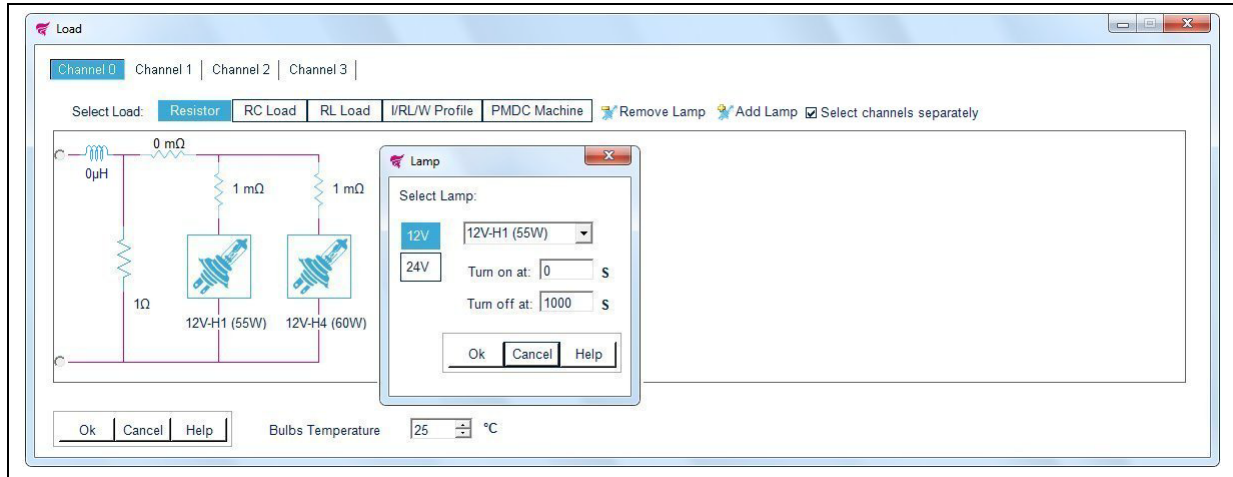 Load
Channel 0 Channel 1 Channel 2 Channel 3
Select Load: Resistor RC Load RL Load I/RL/W Profile PMDC Machine Remove Lamp Add Lamp Select channels separately
0µH
0 mΩ
1 mΩ 1 mΩ
1Ω
12V-H1 (55W) 12V-H4 (60W)
Lamp
Select Lamp:
12V 12V-H1 (55W)
24V Turn on at: 0 S
Turn off at: 1000 S
Ok Cancel Help
Ok Cancel Help Bulbs Temperature 25 °C